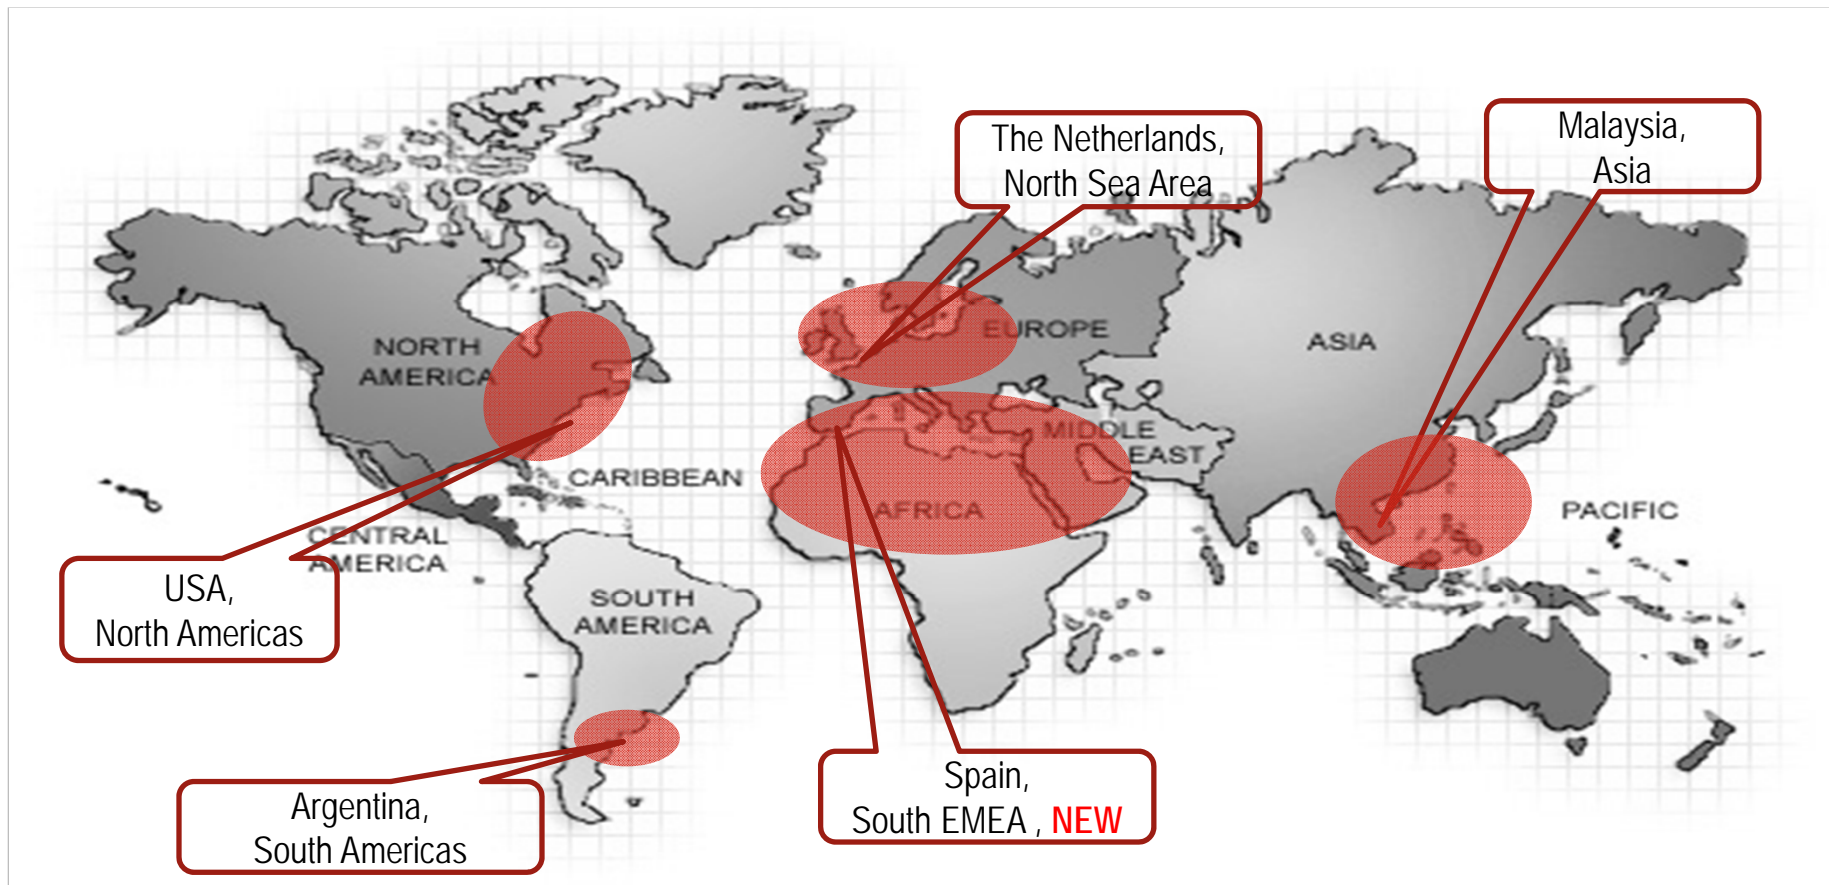 The Netherlands,
North Sea Area
Malaysia,
Asia
NORTH
AMERICA
EUROPE
ASIA
MIDDLE
EAST
CARIBBEAN
AFRICA
PACIFIC
CENTRAL
AMERICA
USA,
North Americas
SOUTH
AMERICA
Argentina,
South Americas
Spain,
South EMEA , NEW